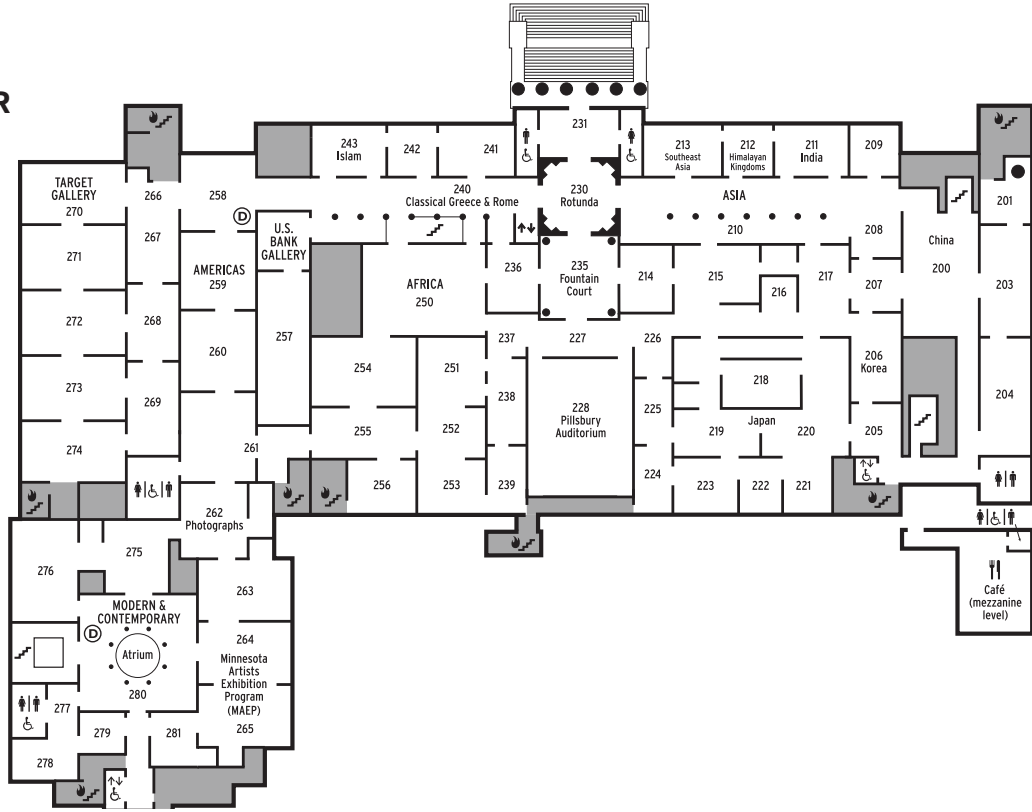 R
231
243
Islam
242
241
213
Southeast
Asia
212
Himalayan
Kingdoms
211
India
209
TARGET
GALLERY
270
266
258
240
Classical Greece & Rome
230
Rotunda
ASIA
210
201
D
U.S.
BANK
GALLERY
267
271
208
China
200
AMERICAS
259
AFRICA
250
236
235
Fountain
Court
214
215
216
217
207
203
272
268
260
257
237
227
226
254
251
206
Korea
273
269
238
218
204
228
Pillsbury
Auditorium
225
255
252
219
Japan
220
205
274
261
256
253
239
224
223
222
221
262
Photographs
275
276
263
MODERN &
CONTEMPORARY
D
Atrium
280
264
Minnesota
Artists
Exhibition
Program
(MAEP)
265
277
279
281
278
Café
(mezzanine
level)